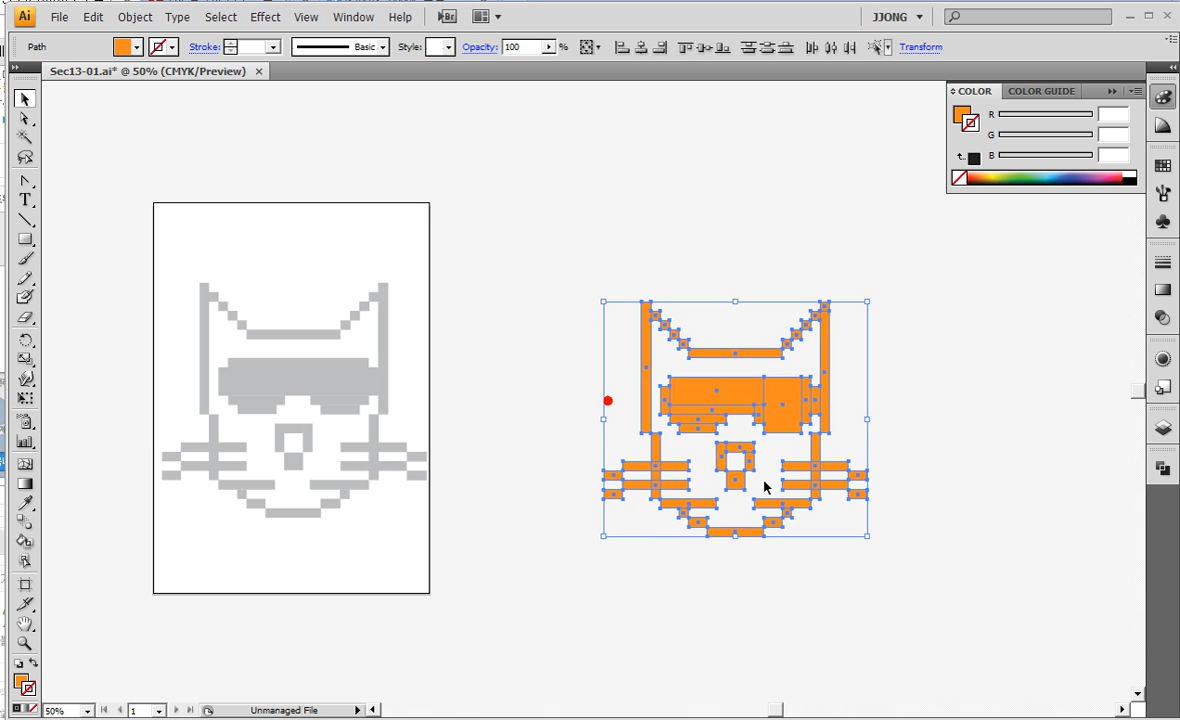 Ai File Edit Object Type Select Effect View Window Help Br JJONG
Path Stroke: Basic Style: Opacity: 100 % Transform
Sec13-01.ai* @ 50% (CMYK/Preview) ×
COLOR COLOR GUIDE
R
G
B
T
50% 1 Unmanaged File